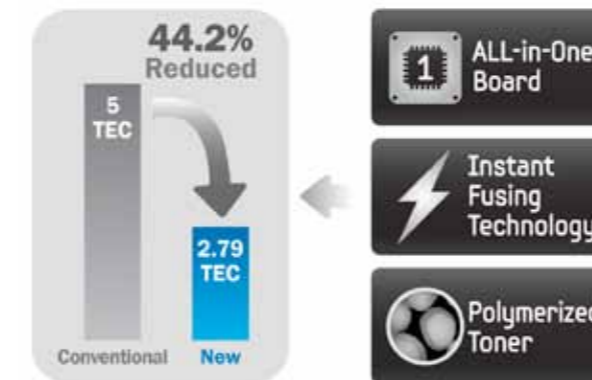 44.2%
Reduced
5
TEC
2.79
TEC
Conventional
New
1
ALL-in-One
Board
Instant
Fusing
Technology
Polymerized
Toner